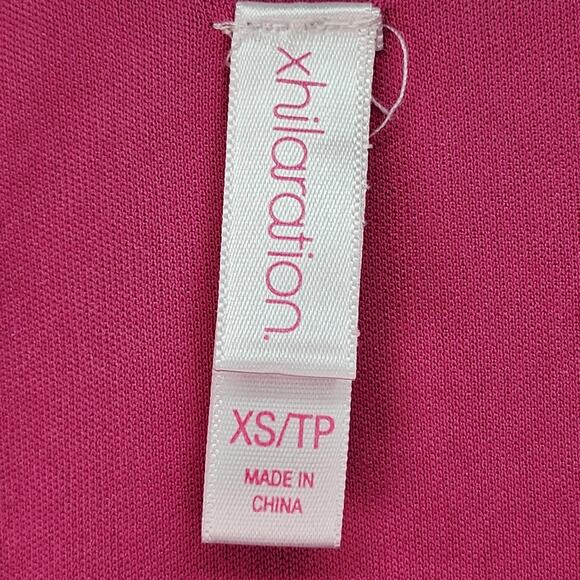 xhilaration.
XS/TP
MADE IN
CHINA